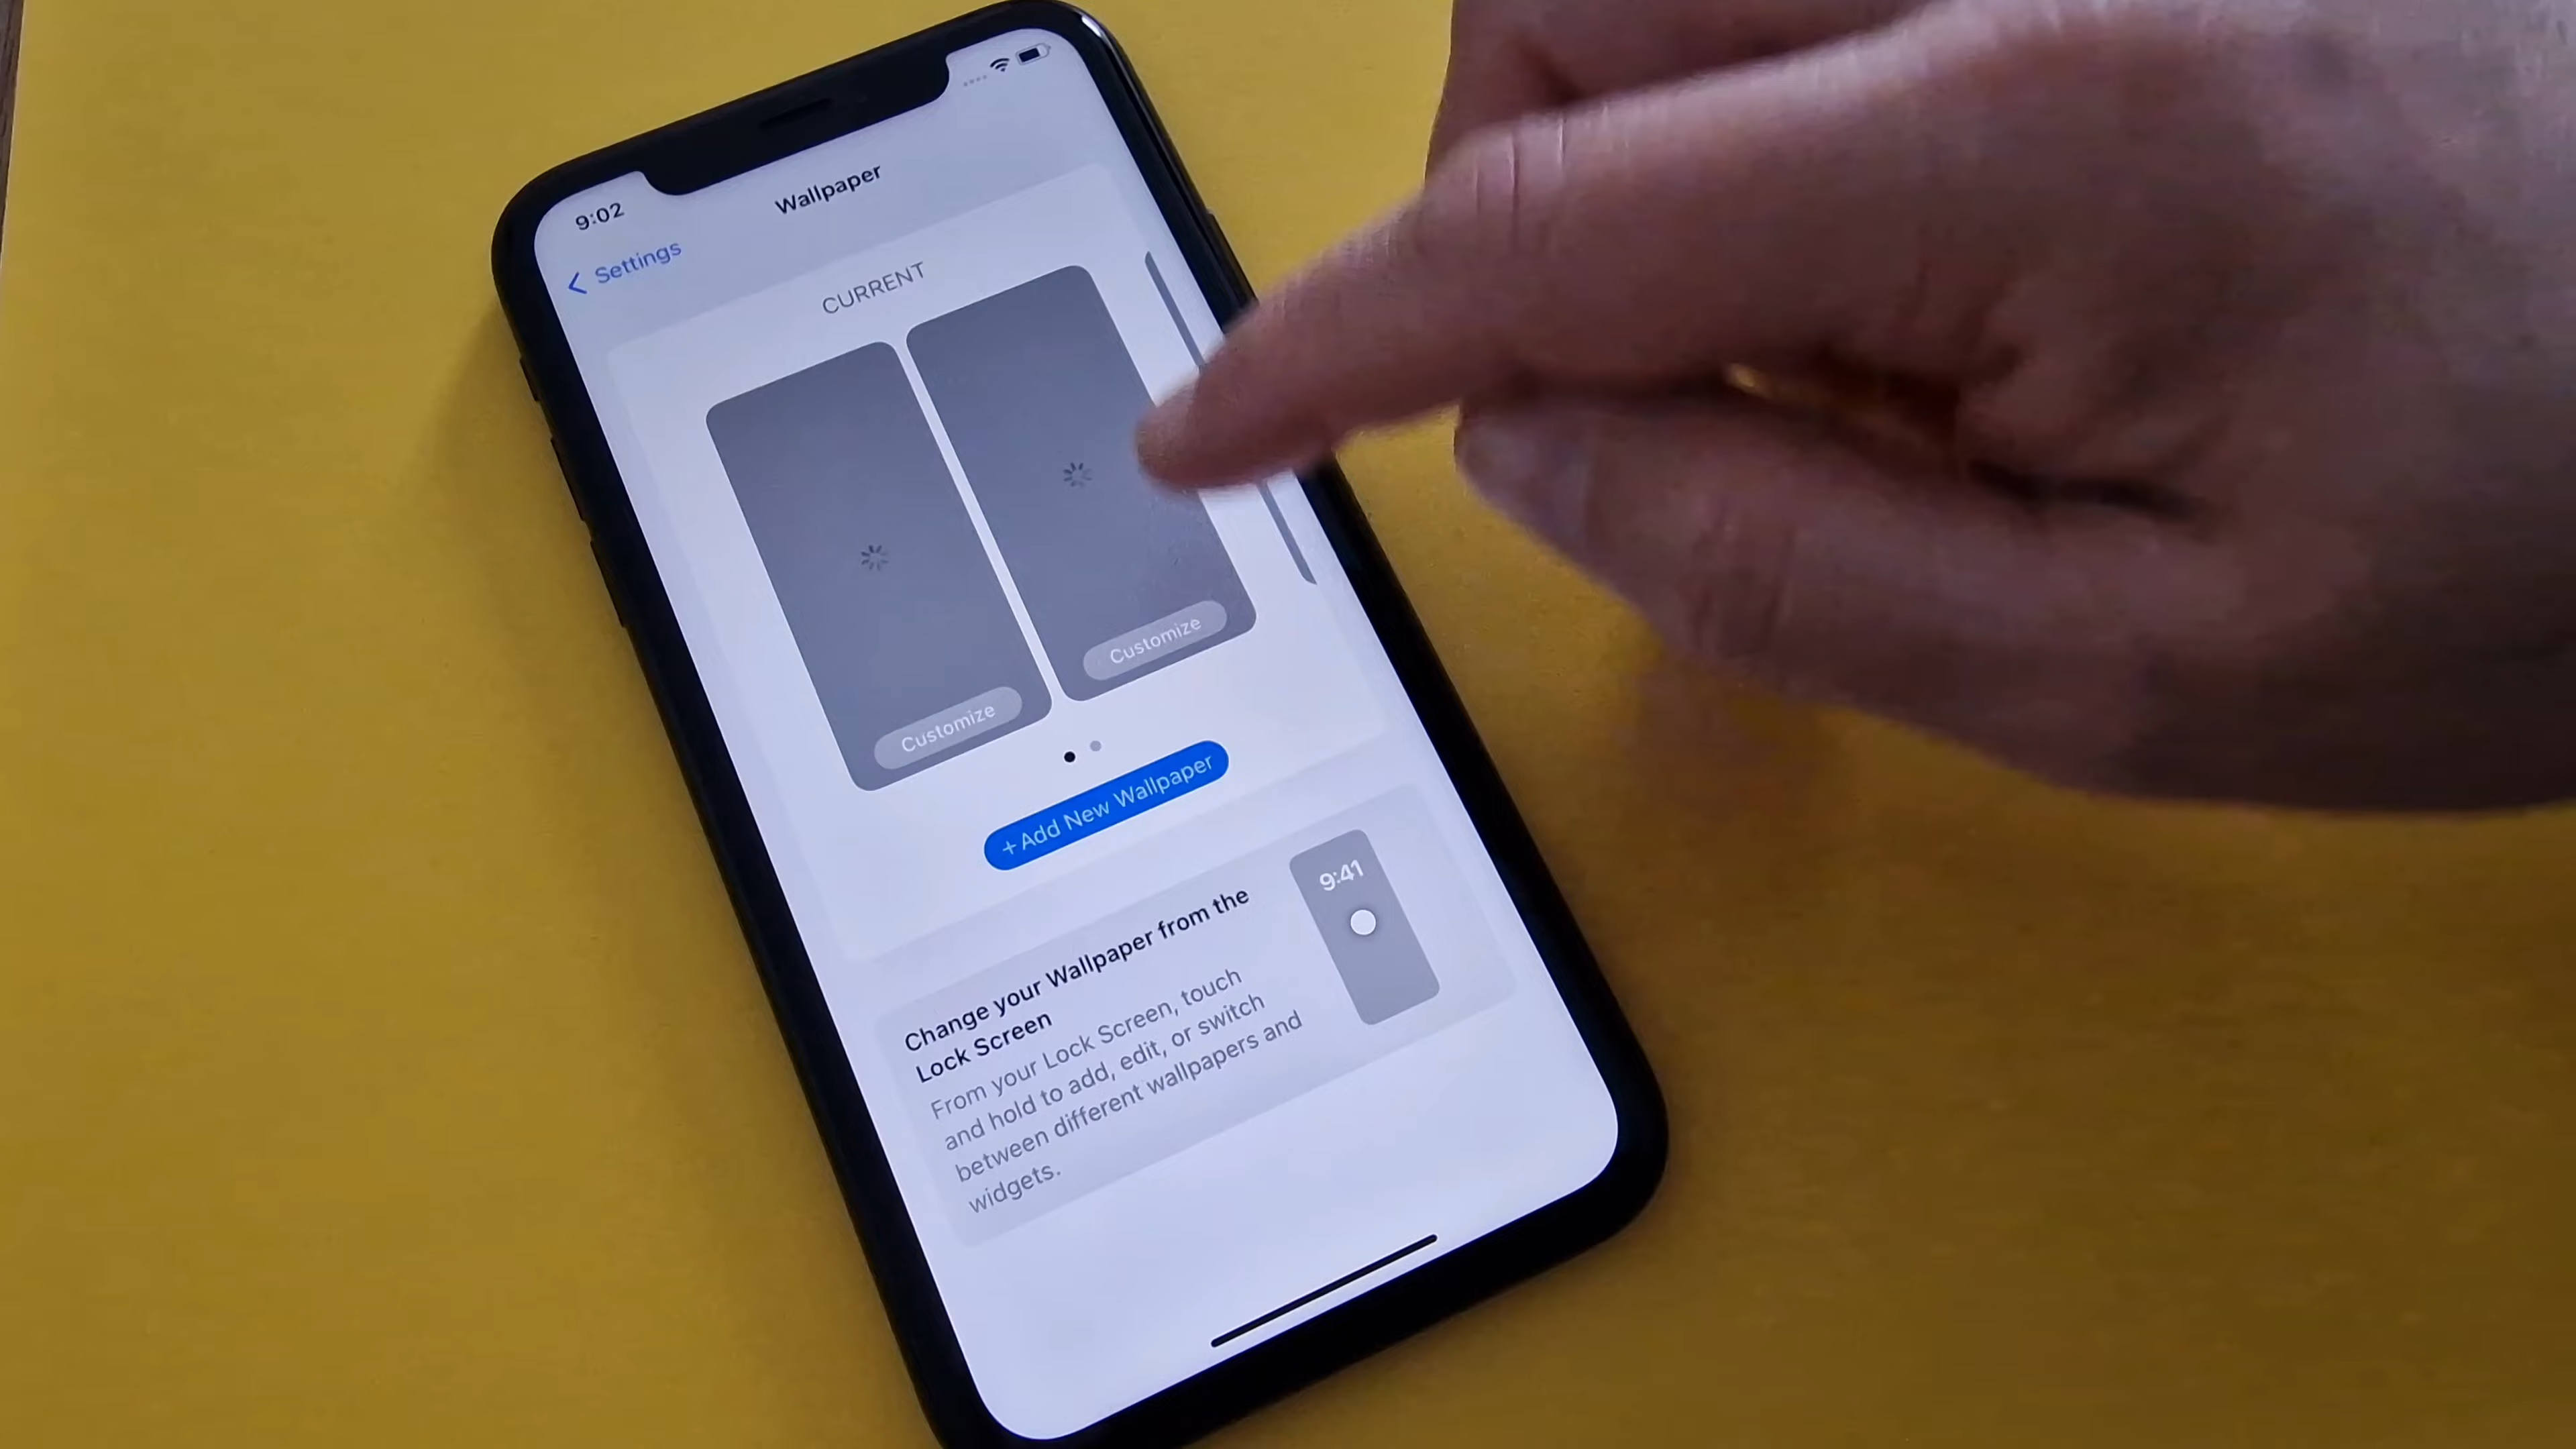 9:02
Wallpaper
Settings
CURRENT
Customize
Customize
+ Add New Wallpaper
Change your Wallpaper from the
Lock Screen
From your Lock Screen, touch
and hold to add, edit, or switch
between different wallpapers and
widgets.
9:41